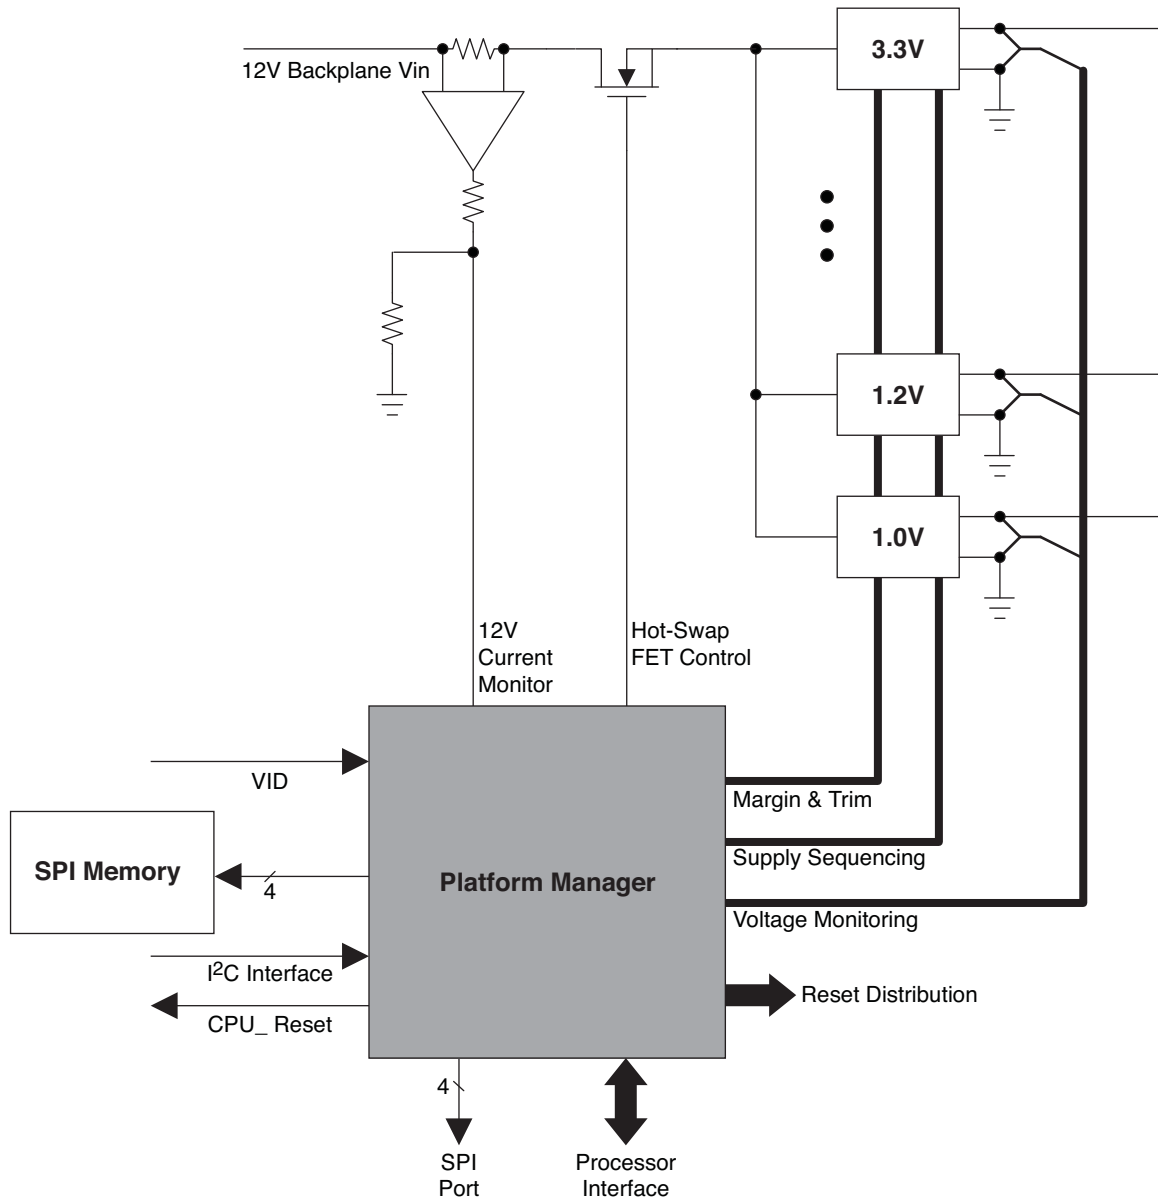 3.3V
12V Backplane Vin
1.2V
1.0V
12V
Current
Monitor
Hot-Swap
FET Control
VID
Margin & Trim
SPI Memory
4
Platform Manager
Supply Sequencing
Voltage Monitoring
I2C Interface
CPU_ Reset
Reset Distribution
4
SPI
Port
Processor
Interface